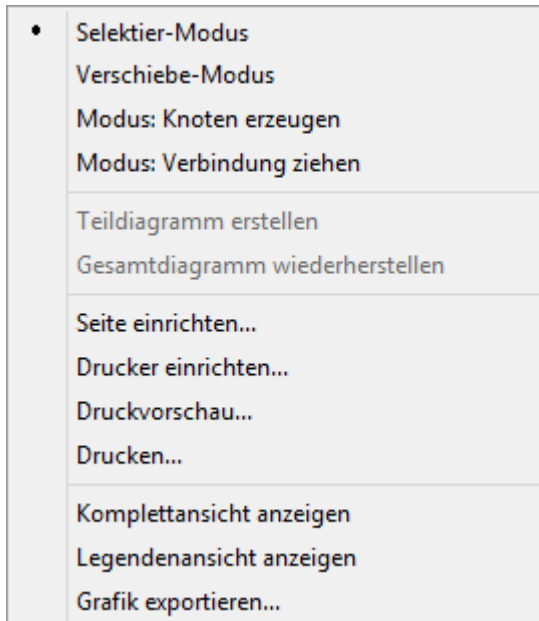 Selektier-Modus
Verschiebe-Modus
Modus: Knoten erzeugen
Modus: Verbindung ziehen
Teildiagramm erstellen
Gesamtdiagramm wiederherstellen
Seite einrichten...
Drucker einrichten...
Druckvorschau...
Drucken...
Komplettansicht anzeigen
Legendenansicht anzeigen
Grafik exportieren...